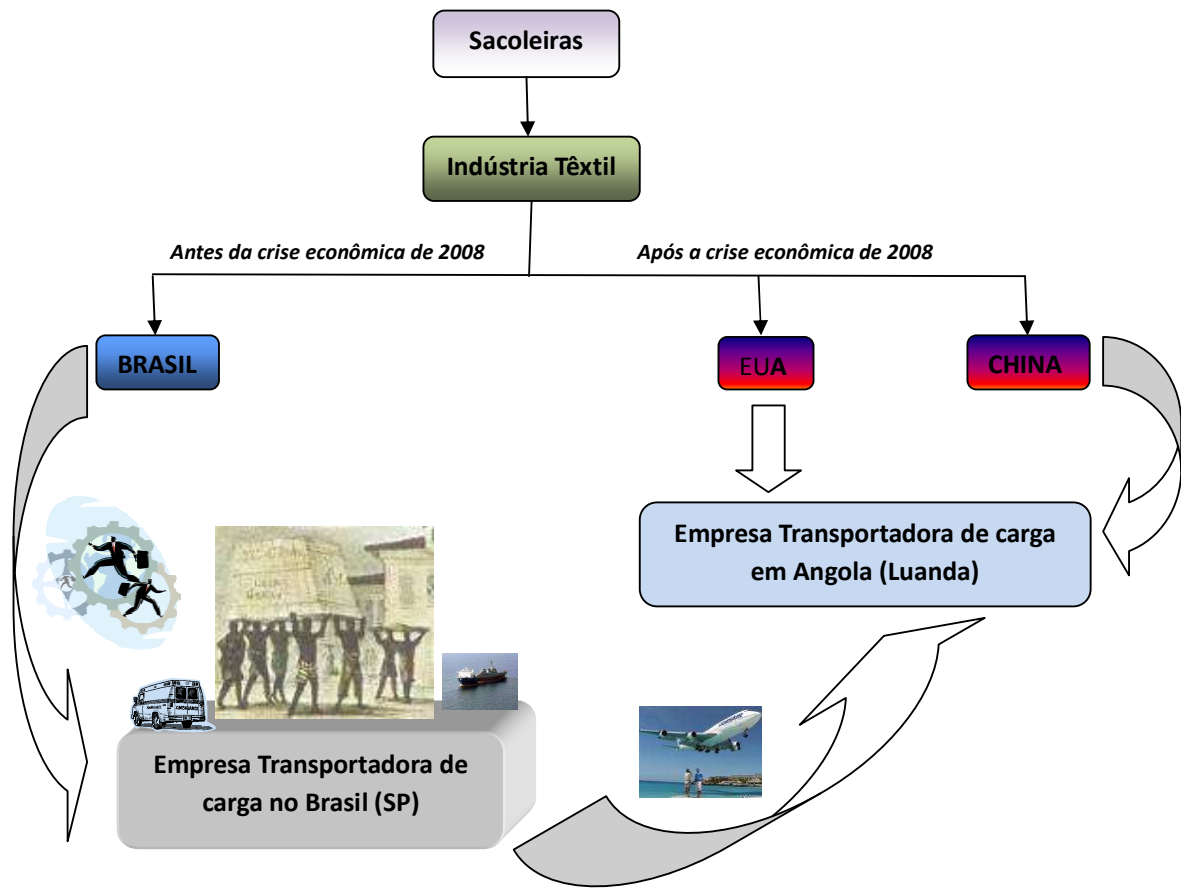 Sacoleiras
Indústria Têxtil
Antes da crise econômica de 2008
Após a crise econômica de 2008
BRASIL
EUA
CHINA
Empresa Transportadora de carga
em Angola (Luanda)
Empresa Transportadora de
carga no Brasil (SP)